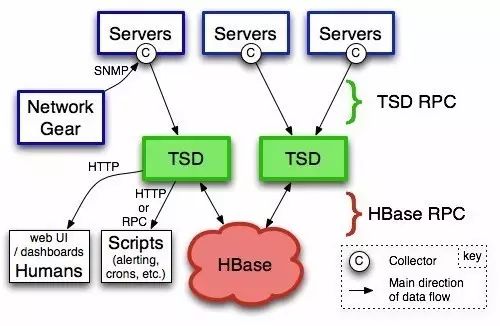 Servers
Servers
Servers
C
C
C
SNMP
Network
Gear
TSD RPC
TSD
TSD
HTTP
HTTP
or
RPC
HBase RPC
web UI
/ dashboards
Humans
Scripts
(alerting,
crons, etc.)
HBase
key
C
Collector
Main direction
of data flow